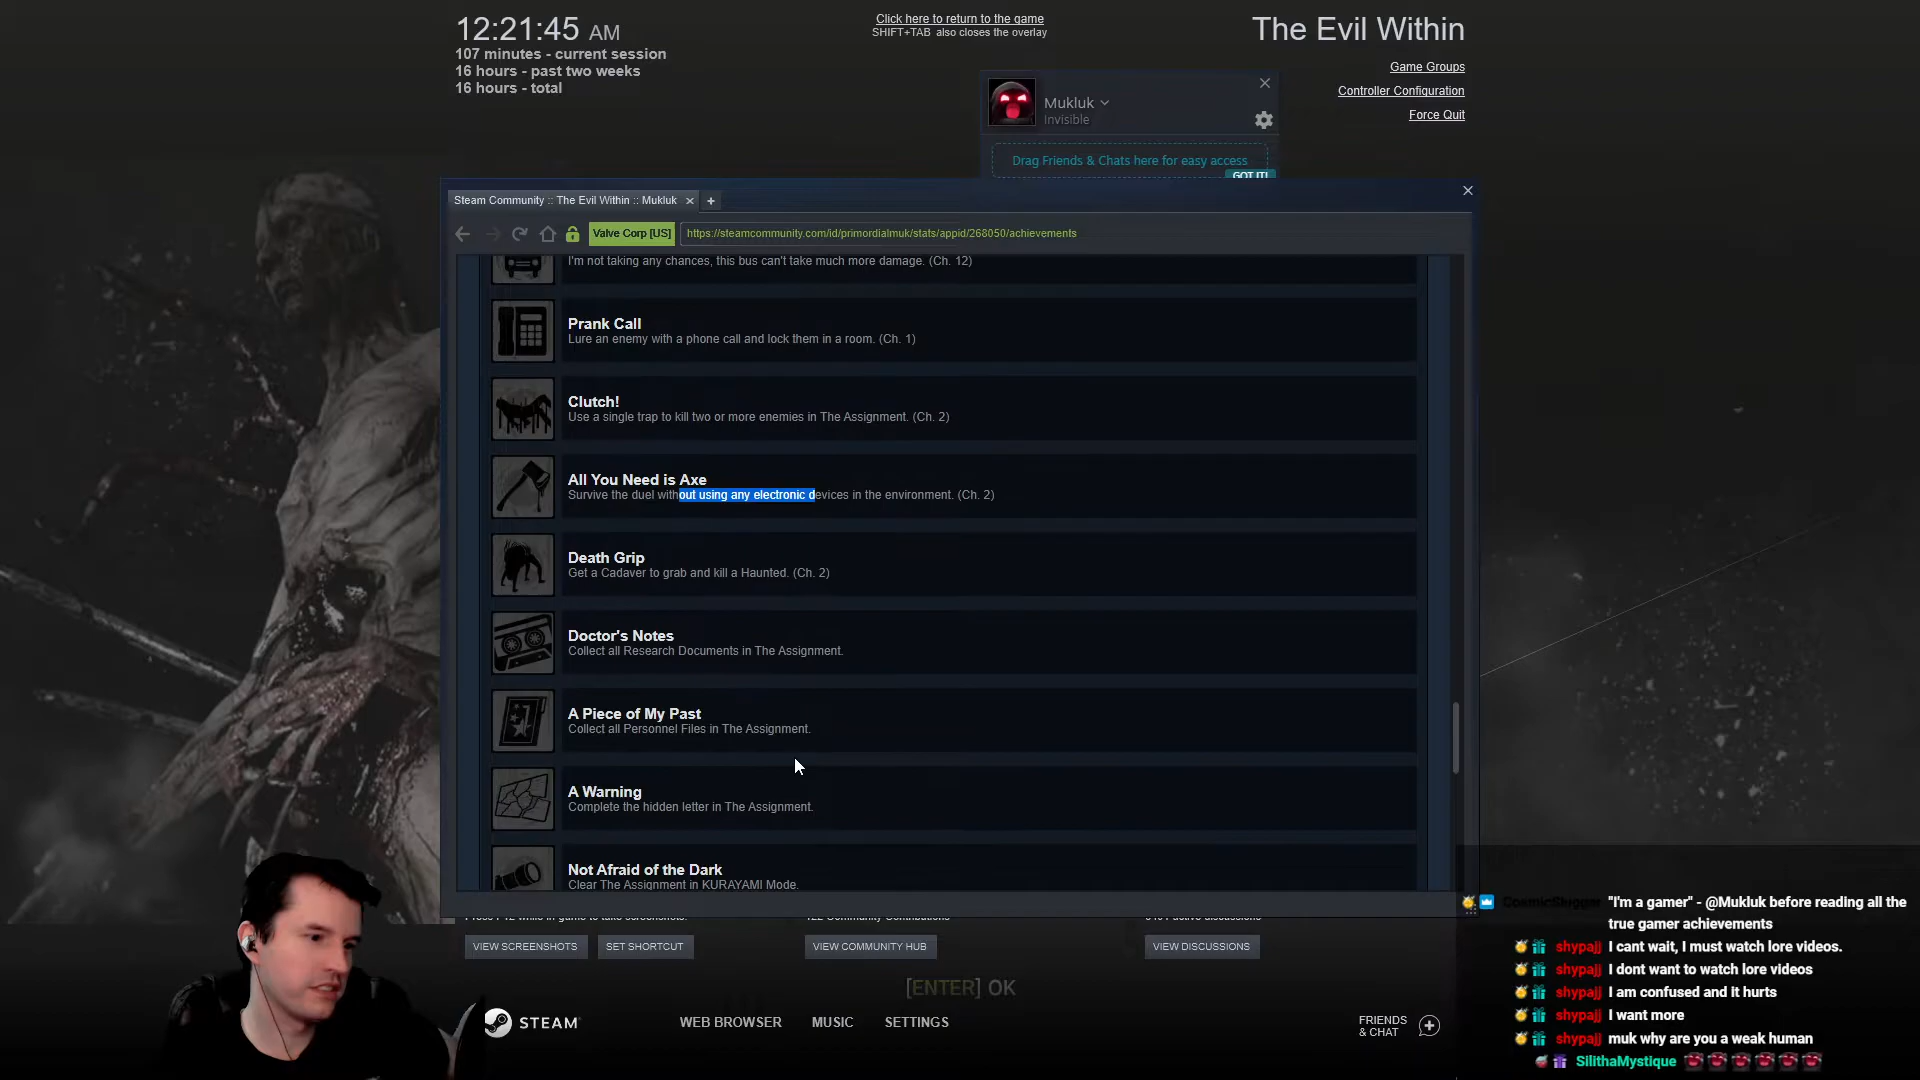 12:21:45 AM
107 minutes - current session
16 hours - past two weeks
16 hours - total
Click here to return to the game
SHIFT+TAB also closes the overlay
The Evil Within
Game Groups
Controller Configuration
Force Quit
Mukluk
Invisible
Drag Friends & Chats here for easy access
GOT IT!
Steam Community :: The Evil Within :: Mukluk
Valve Corp [US]
https://steamcommunity.com/id/primordialmuk/stats/appid/268050/achievements
I'm not taking any chances, this bus can't take much more damage. (Ch. 12)
Prank Call
Lure an enemy with a phone call and lock them in a room. (Ch. 1)
Clutch!
Use a single trap to kill two or more enemies in The Assignment. (Ch. 2)
All You Need is Axe
Survive the duel without using any electronic devices in the environment. (Ch. 2)
Death Grip
Get a Cadaver to grab and kill a Haunted. (Ch. 2)
Doctor's Notes
Collect all Research Documents in The Assignment.
A Piece of My Past
Collect all Personnel Files in The Assignment.
A Warning
Complete the hidden letter in The Assignment.
Not Afraid of the Dark
Clear The Assignment in KURAYAMI Mode.
VIEW SCREENSHOTS
SET SHORTCUT
VIEW COMMUNITY HUB
VIEW DISCUSSIONS
[ENTER] OK
STEAM
WEB BROWSER
MUSIC
SETTINGS
FRIENDS
& CHAT
CosmicSlugger "I'm a gamer" - @Mukluk before reading all the
true gamer achievements
shypajj I cant wait, I must watch lore videos.
shypajj I dont want to watch lore videos
shypajj I am confused and it hurts
shypajj I want more
shypajj muk why are you a weak human
SilithaMystique